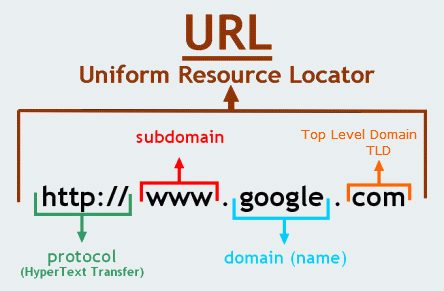 URL
Uniform Resource Locator
subdomain
Top Level Domain
TLD
http:// www . google . com
protocol
(HyperText Transfer)
domain (name)